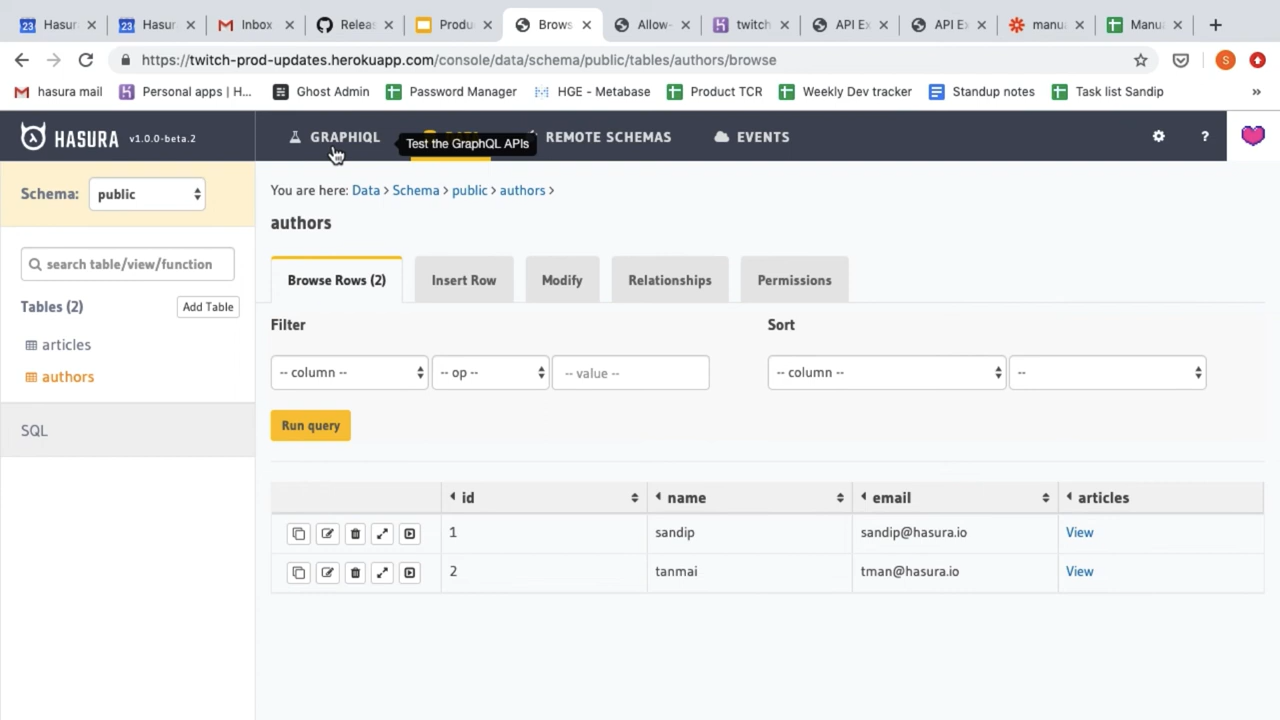 Hasur Hasur Inbox Relea Produ Brows Allow- twitch API Ex API Ex manu Manu
https://twitch-prod-updates.herokuapp.com/console/data/schema/public/tables/authors/browse
hasura mail Personal apps | H... Ghost Admin Password Manager HGE - Metabase Product TCR Weekly Dev tracker Standup notes Task list Sandip »
HASURA v1.0.0-beta.2 GRAPHIQL Test the GraphQL APIs REMOTE SCHEMAS EVENTS ?
Schema: public
You are here: Data > Schema > public > authors >
authors
search table/view/function
Browse Rows (2) Insert Row Modify Relationships Permissions
Tables (2) Add Table
articles
authors
SQL
Filter Sort
-- column -- -- op -- -- value -- -- column -- --
Run query
id name email articles
1 sandip sandip@hasura.io View
2 tanmai tman@hasura.io View